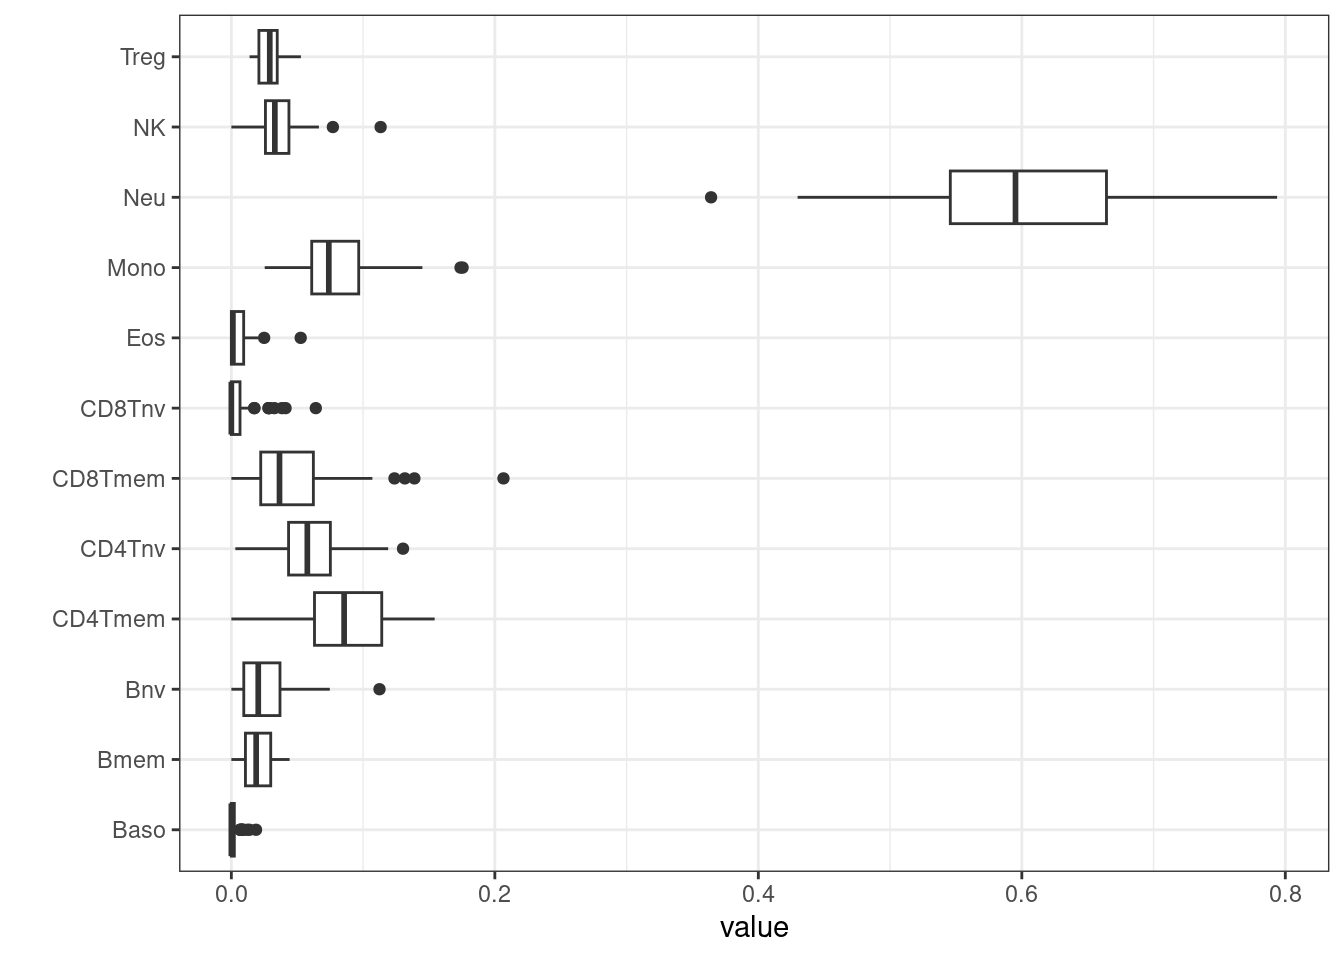 Treg
NK
Neu
Mono
Eos
CD8Tnv
CD8Tmem
CD4Tnv
CD4Tmem
Bnv
Bmem
Baso
0.0 0.2 0.4 0.6 0.8
value